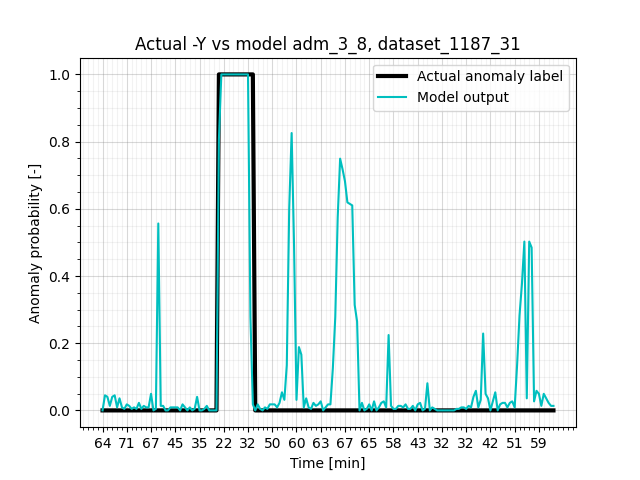 Actual -Y vs model adm_3_8, dataset_1187_31
Actual anomaly label
Model output
Anomaly probability [-]
1.0
0.8
0.6
0.4
0.2
0.0
64 71 67 45 35 22 32 50 60 63 67 65 58 43 32 32 42 51 59
Time [min]